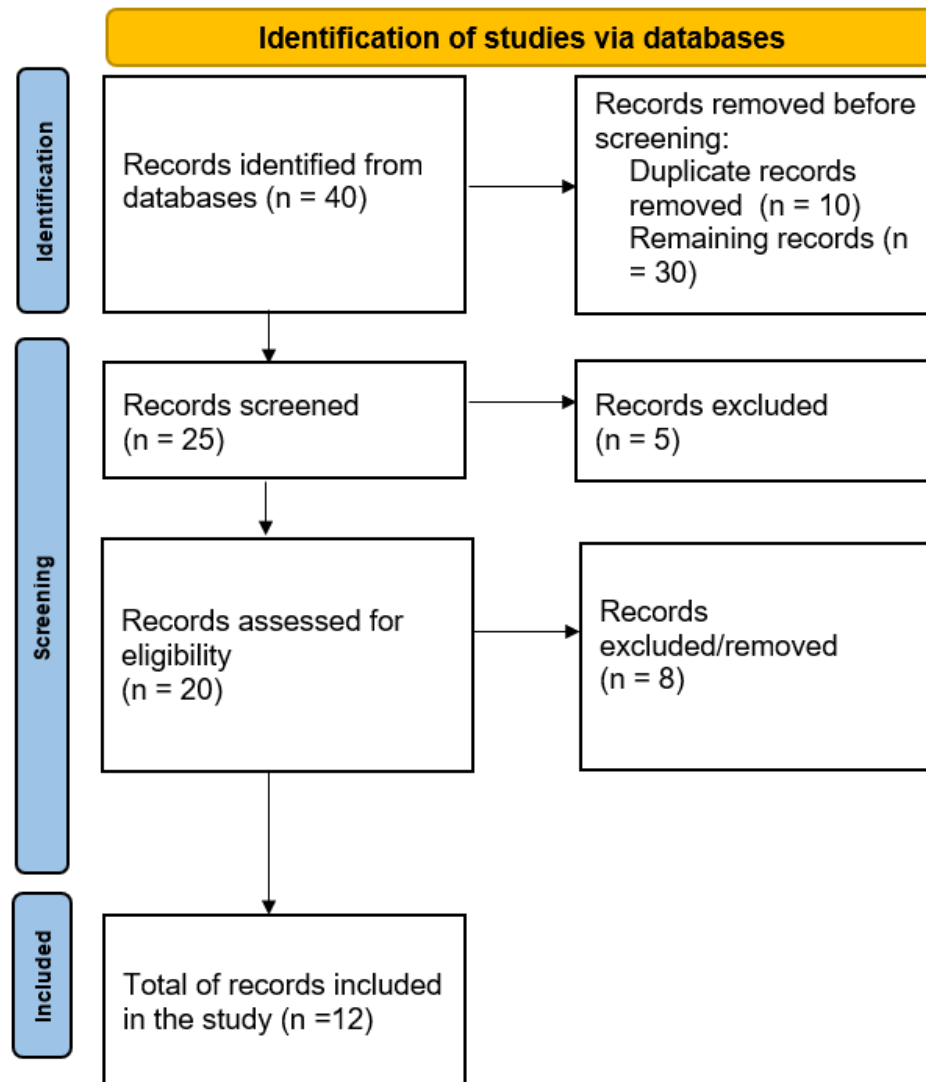 Identification of studies via databases
Identification
Records identified from
databases (n = 40)
Records removed before
screening:
Duplicate records
removed  (n = 10)
Remaining records (n
= 30)
Screening
Records screened
(n = 25)
Records excluded
(n = 5)
Records assessed for
eligibility
(n = 20)
Records
excluded/removed
(n = 8)
Included
Total of records included
in the study (n =12)